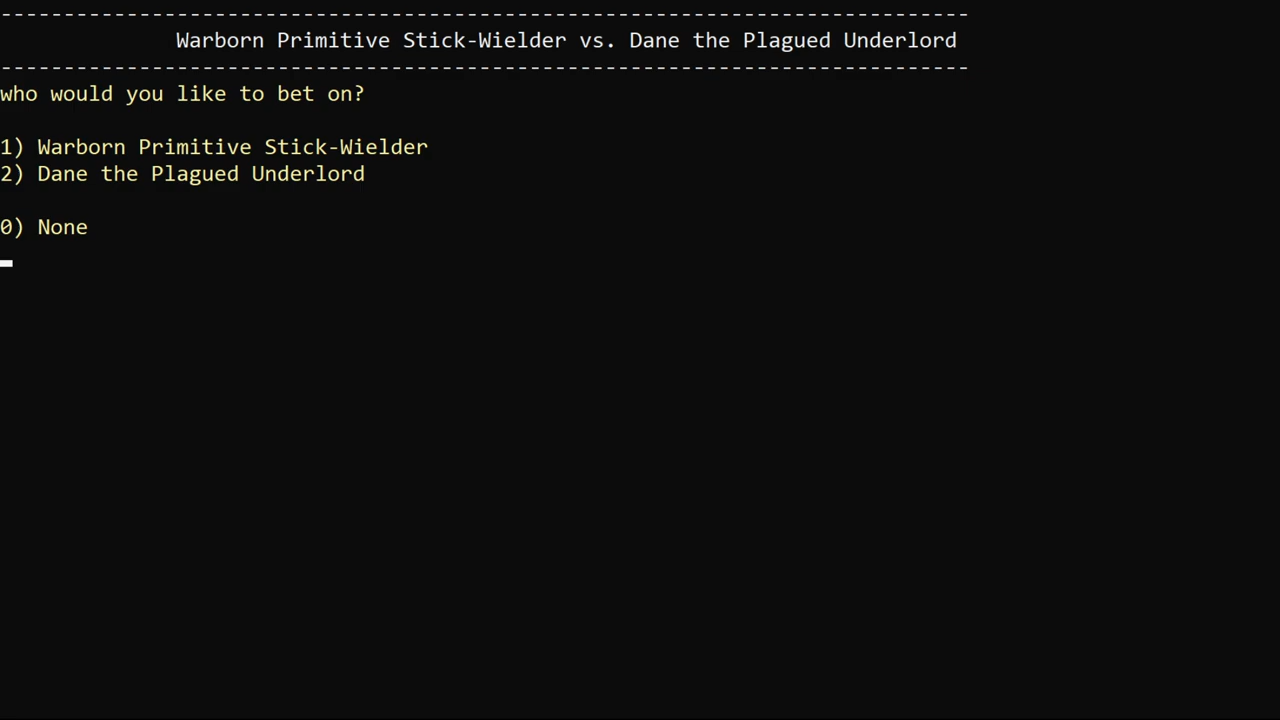 -----------------------------------------------------------------------------
Warborn Primitive Stick-Wielder vs. Dane the Plagued Underlord
-----------------------------------------------------------------------------
who would you like to bet on?
1) Warborn Primitive Stick-Wielder
2) Dane the Plagued Underlord
0) None